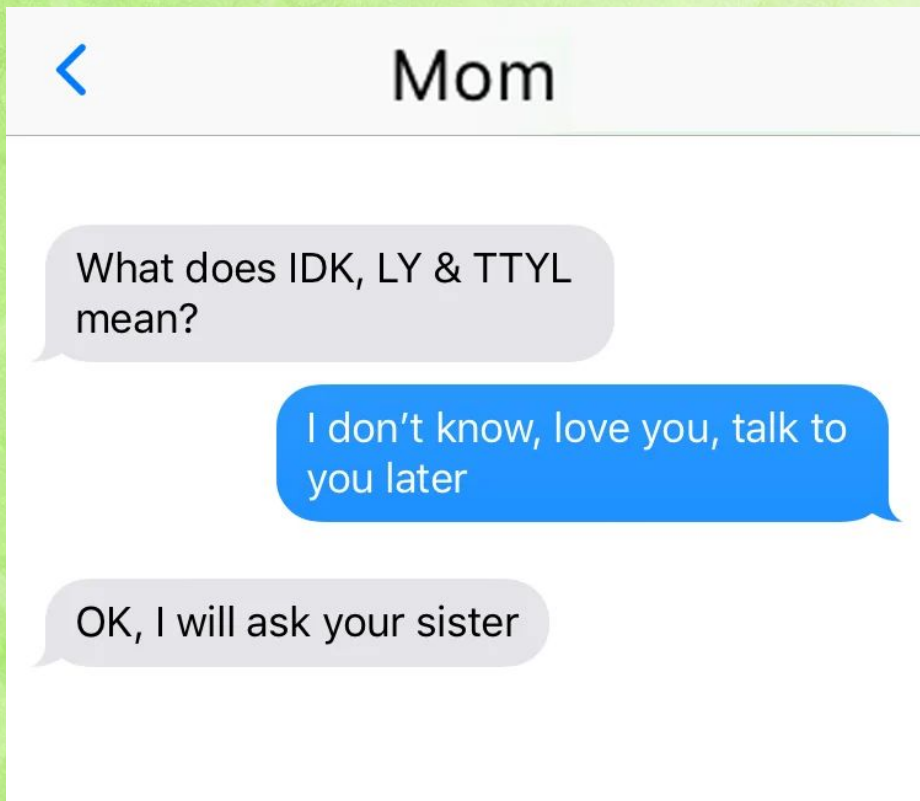 Mom
What does IDK, LY & TTYL
mean?
I don’t know, love you, talk to
you later
OK, I will ask your sister